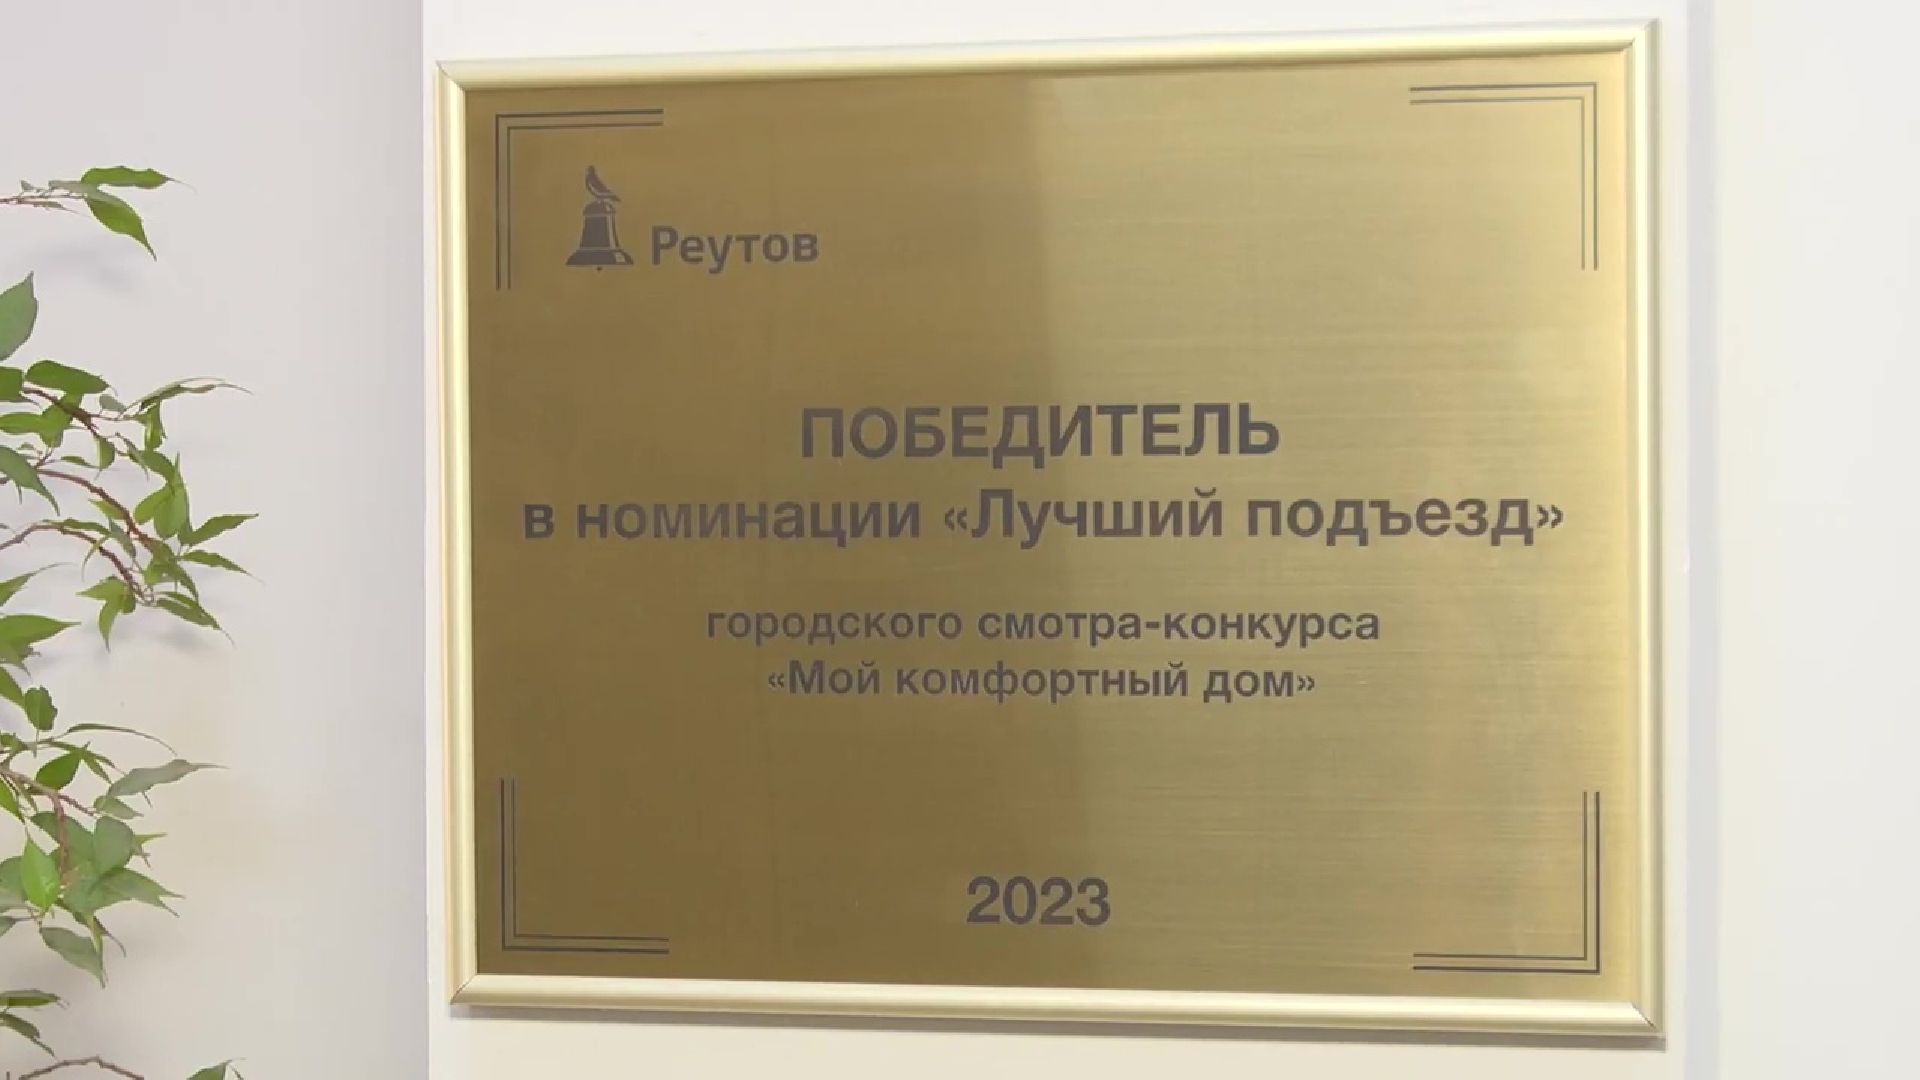 Реутов
ПОБЕДИТЕЛЬ
в номинации «Лучший подъезд»
городского смотра-конкурса
«Мой комфортный дом»
2023